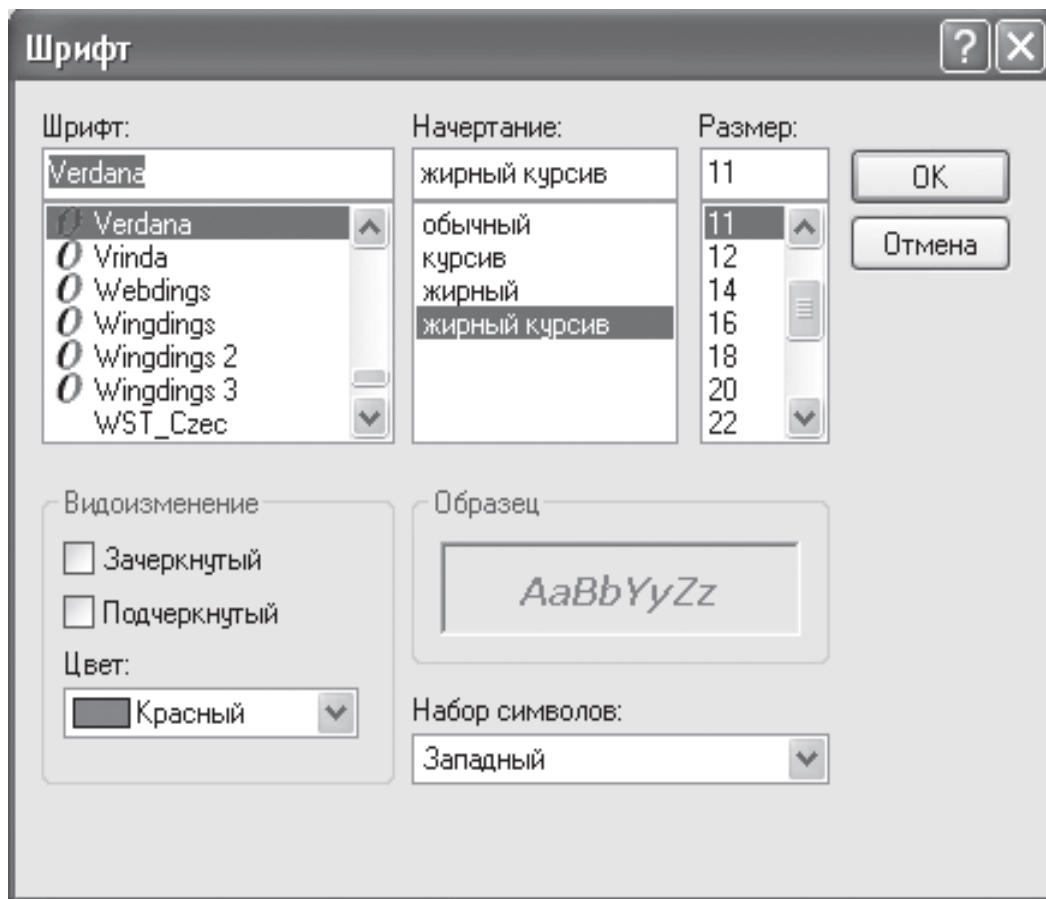 Шрифт
Шрифт:
Verdana
Verdana
Vrinda
Webdings
Wingdings
Wingdings 2
Wingdings 3
WST_Czec
Начертание:
жирный курсив
обычный
курсив
жирный
жирный курсив
Размер:
11
11
12
14
16
18
20
22
OK
Отмена
Видоизменение
Зачеркнутый
Подчеркнутый
Цвет:
Красный
Образец
AaBbYyZz
Набор символов:
Западный